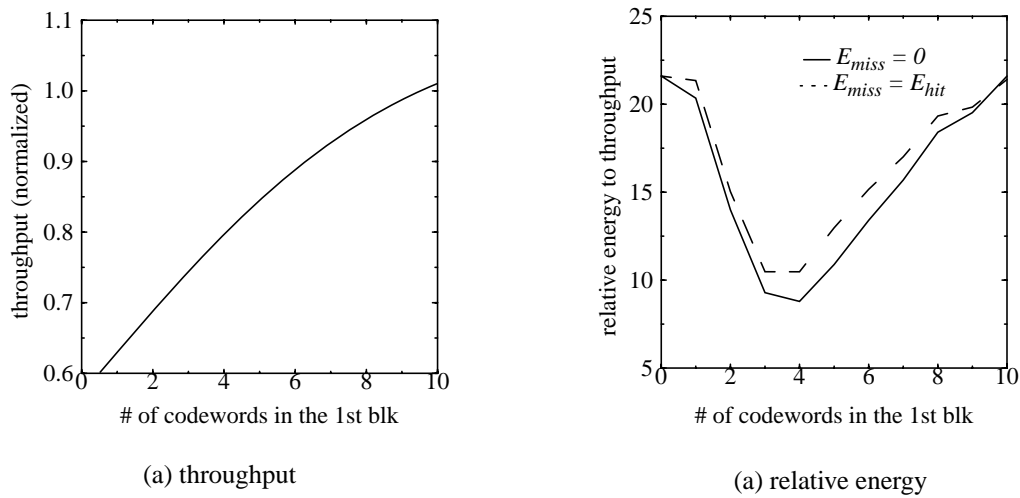 1.1
1.0
0.9
0.8
0.7
0.6
throughput (normalized)
0 2 4 6 8 10
# of codewords in the 1st blk
(a) throughput
25
20
15
10
5
relative energy to throughput
E_miss = 0
E_miss = E_hit
0 2 4 6 8 10
# of codewords in the 1st blk
(a) relative energy